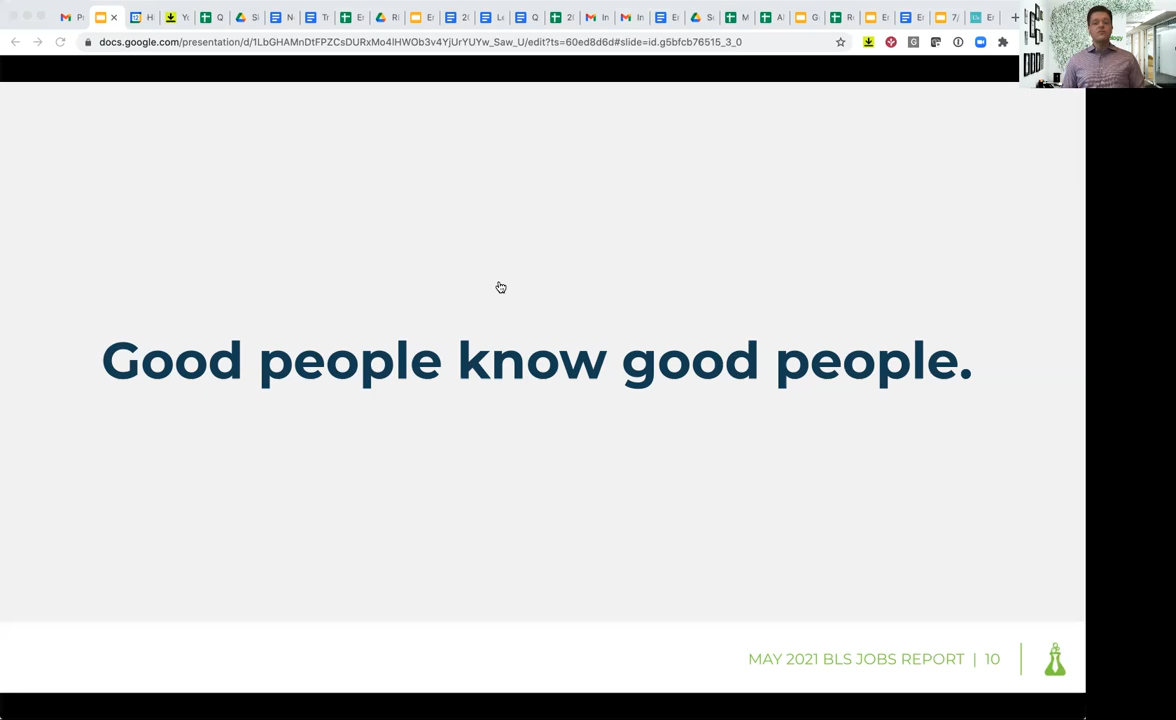 docs.google.com/presentation/d/1LbGHAMnDtFPZCsDURxMo4lHWOb3v4YjUrYUYw_Saw_U/edit?ts=60ed8d6d#slide=id.g5bfcb76515_3_0
Good people know good people.
MAY 2021 BLS JOBS REPORT | 10